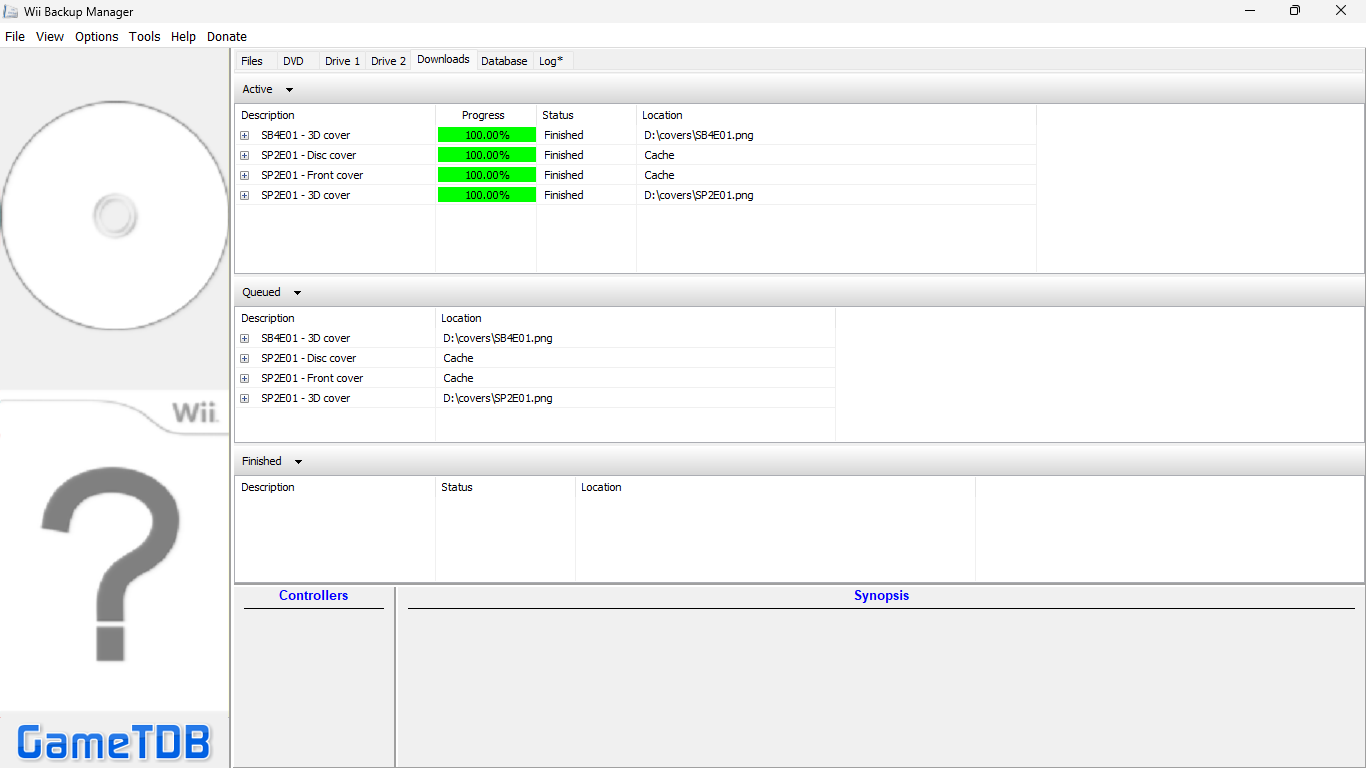 Wii Backup Manager
File View Options Tools Help Donate
Files DVD Drive 1 Drive 2 Downloads Database Log*
Active
Description Progress Status Location
SB4E01 - 3D cover 100.00% Finished D:\covers\SB4E01.png
SP2E01 - Disc cover 100.00% Finished Cache
SP2E01 - Front cover 100.00% Finished Cache
SP2E01 - 3D cover 100.00% Finished D:\covers\SP2E01.png
Queued
Description Location
SB4E01 - 3D cover D:\covers\SB4E01.png
SP2E01 - Disc cover Cache
SP2E01 - Front cover Cache
SP2E01 - 3D cover D:\covers\SP2E01.png
Wii
?
Finished
Description Status Location
Controllers Synopsis
GameTDB